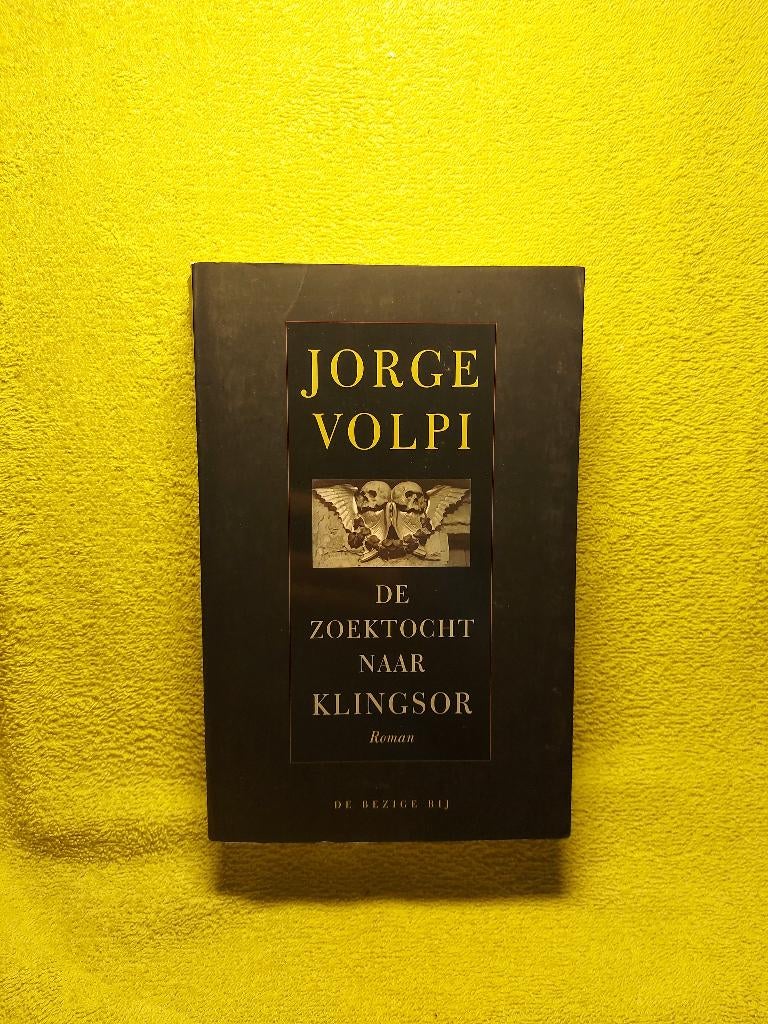 JORGE
VOLPI
DE
ZOEKTOCHT
NAAR
KLINGSOR
Roman
DE BEZIGE BIJ